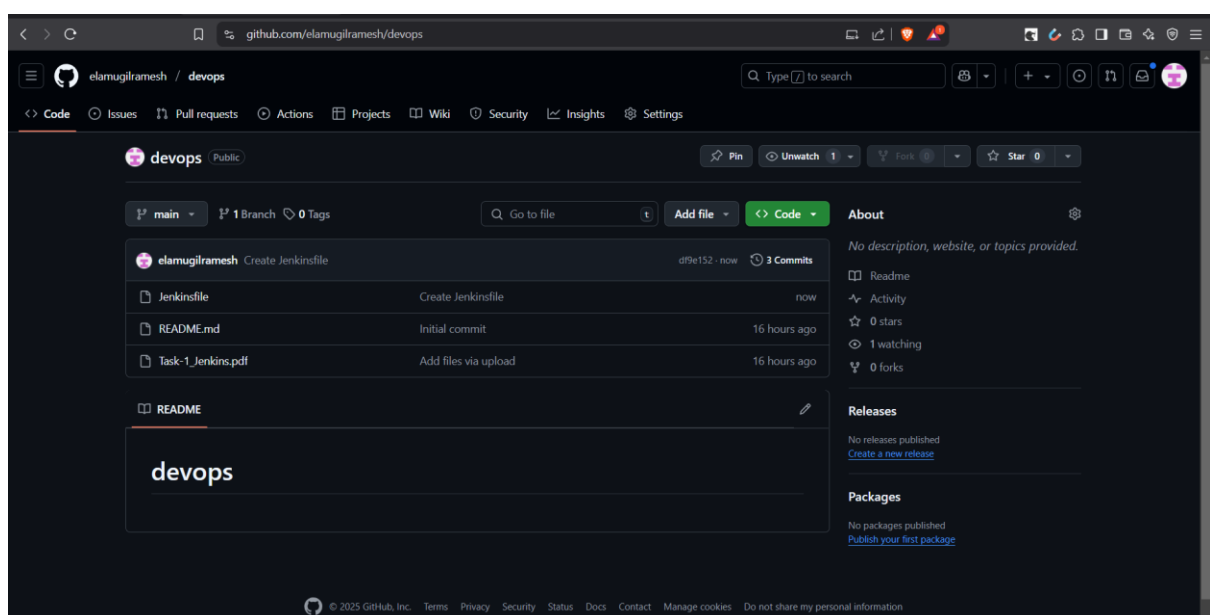 github.com/elamugilramesh/devops
elamugilramesh / devops
Q Type / to search
Code Issues Pull requests Actions Projects Wiki Security Insights Settings
devops Public
Pin Unwatch 1 Fork 0 Star 0
main 1 Branch 0 Tags
Go to file t Add file Code
elamugilramesh Create Jenkinsfile df9e152 · now 3 Commits
Jenkinsfile Create Jenkinsfile now
README.md Initial commit 16 hours ago
Task-1_Jenkins.pdf Add files via upload 16 hours ago
README
devops
About
No description, website, or topics provided.
Readme
Activity
0 stars
1 watching
0 forks
Releases
No releases published
Create a new release
Packages
No packages published
Publish your first package
© 2025 GitHub, Inc. Terms Privacy Security Status Docs Contact Manage cookies Do not share my personal information